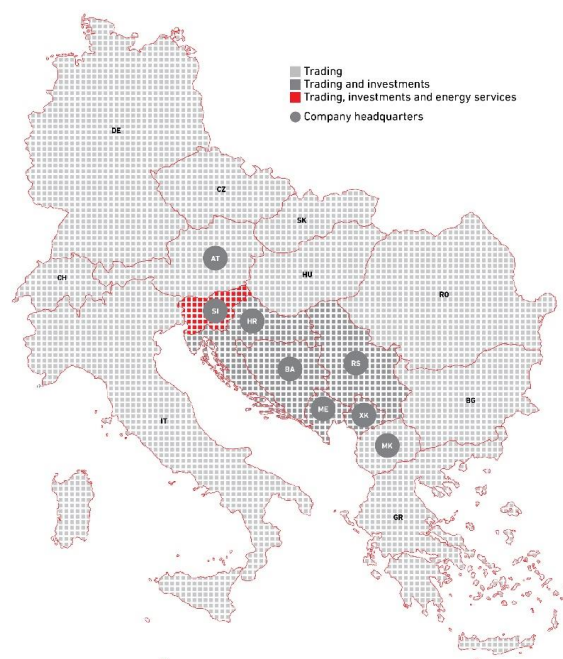 Trading
Trading and investments
Trading, investments and energy services
Company headquarters
DE
CZ
SK
AT
HU
CH
RO
SI
HR
BA
RS
ME
XK
BG
IT
MK
GR